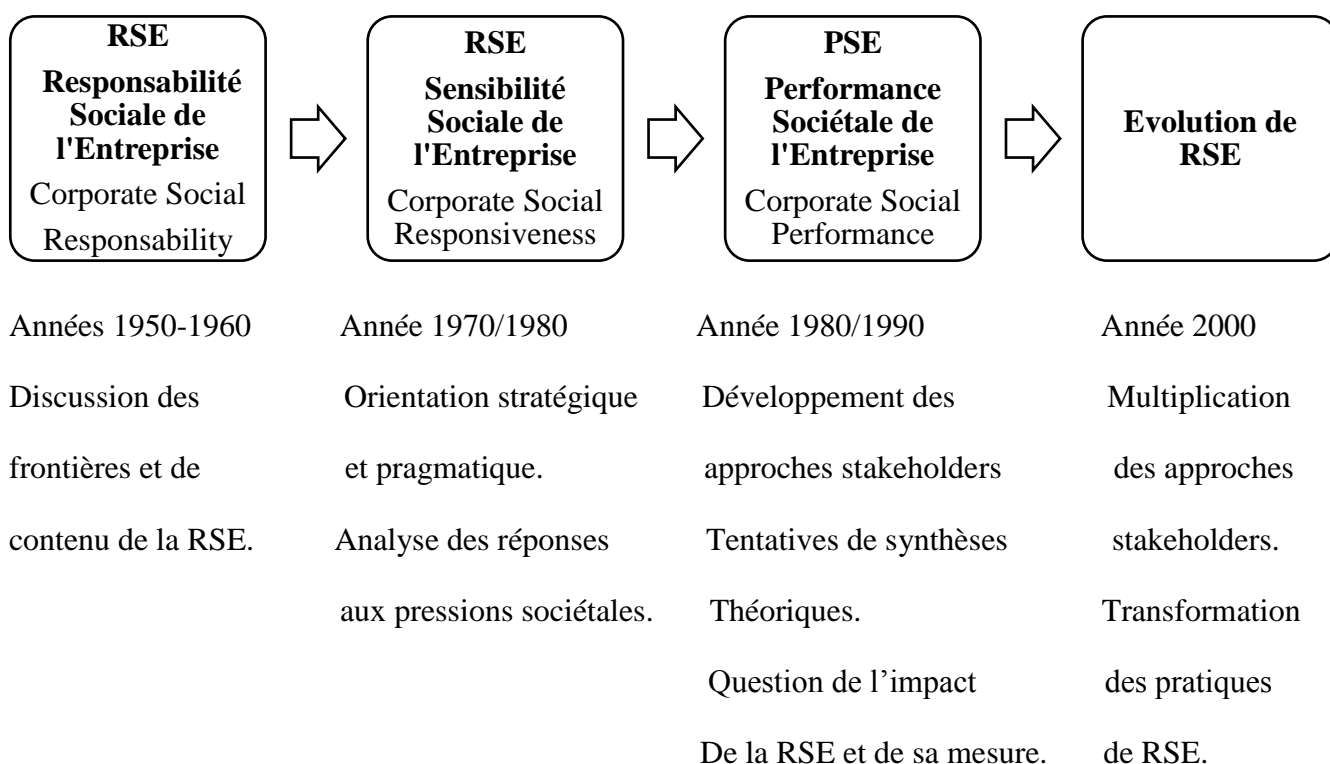 RSE
Responsabilité
Sociale de
l'Entreprise
Corporate Social
Responsability
RSE
Sensibilité
Sociale de
l'Entreprise
Corporate Social
Responsiveness
PSE
Performance
Sociétale de
l'Entreprise
Corporate Social
Performance
Evolution de
RSE
Années 1950-1960
Discussion des
frontières et de
contenu de la RSE.
Année 1970/1980
Orientation stratégique
et pragmatique.
Analyse des réponses
aux pressions sociétales.
Année 1980/1990
Développement des
approches stakeholders
Tentatives de synthèses
Théoriques.
Question de l’impact
De la RSE et de sa mesure.
Année 2000
Multiplication
des approches
stakeholders.
Transformation
des pratiques
de RSE.